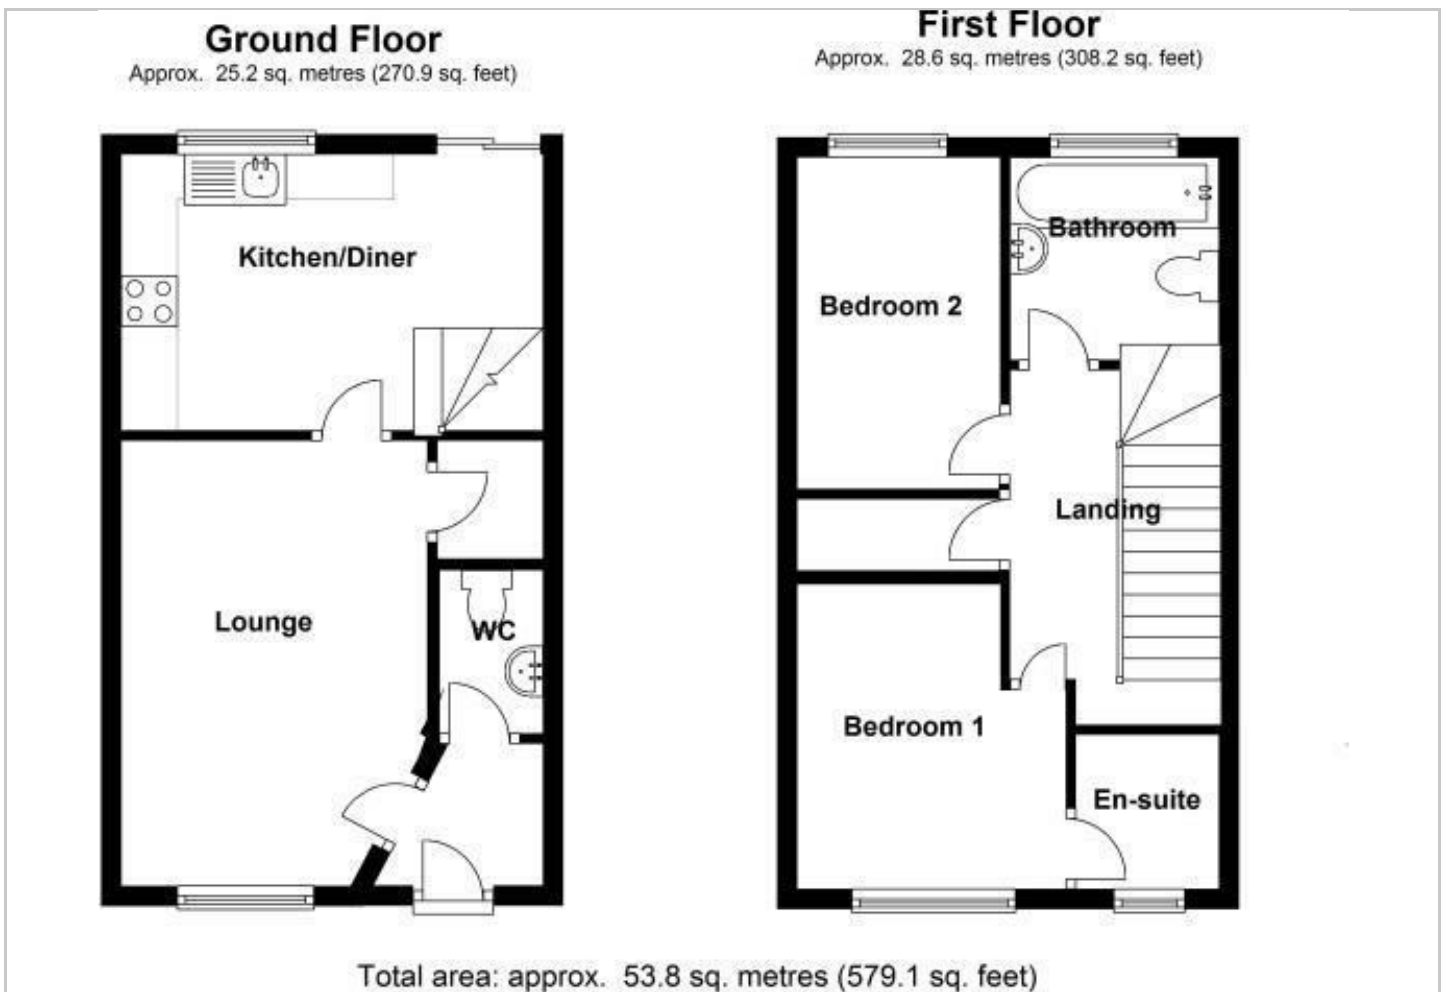 Ground Floor
Approx. 25.2 sq. metres (270.9 sq. feet)
Kitchen/Diner
Lounge
WC
First Floor
Approx. 28.6 sq. metres (308.2 sq. feet)
Bathroom
Bedroom 2
Landing
Bedroom 1
En-suite
Total area: approx. 53.8 sq. metres (579.1 sq. feet)